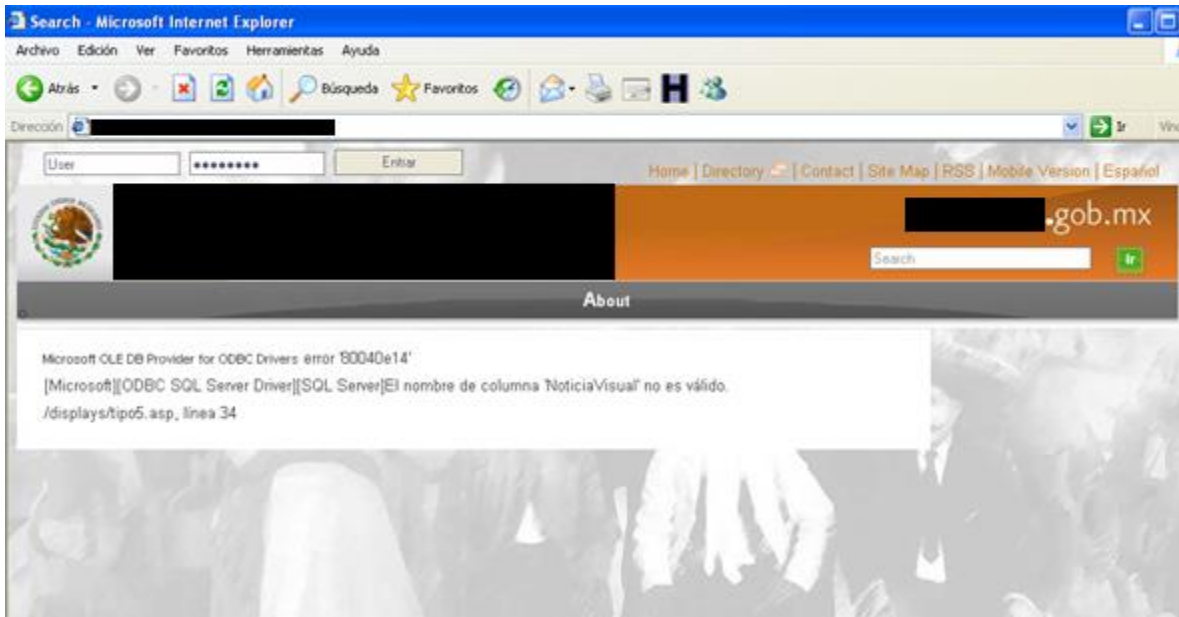 Search - Microsoft Internet Explorer
Archivo Edición Ver Favoritos Herramientas Ayuda
Atrás Búsqueda Favoritos
Dirección Ir
User ******** Entrar
Home | Directory | Contact | Site Map | RSS | Mobile Version | Español
.gob.mx
Search Ir
About
Microsoft OLE DB Provider for ODBC Drivers error '80040e14'
[Microsoft][ODBC SQL Server Driver][SQL Server]El nombre de columna 'NoticiaVisual' no es válido.
/displays/tipo5.asp, línea 34